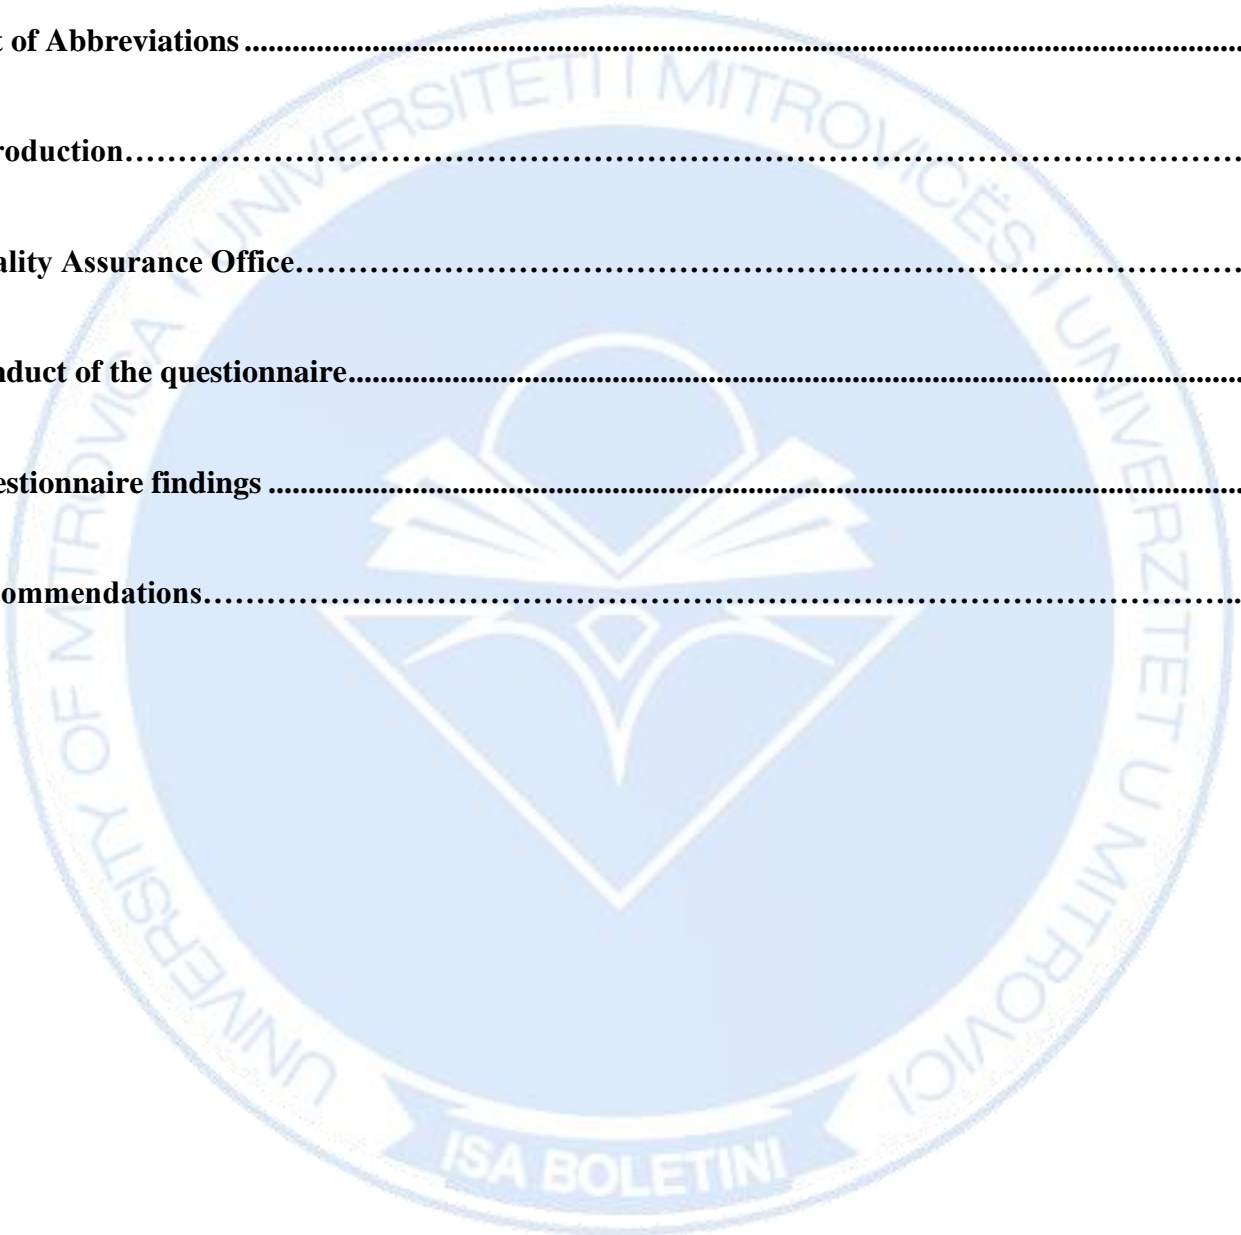 t of Abbreviations ................................................................
roduction………………………………………………………
ality Assurance Office………………………………………………
nduct of the questionnaire................................................................
estionnaire findings ................................................................
ommendations………………………………………………………..
UNIVERSITY OF MITROVICA / UNIVERSITETI I MITROVICËS / UNIVERZITET U MITROVICI
ISA BOLETINI